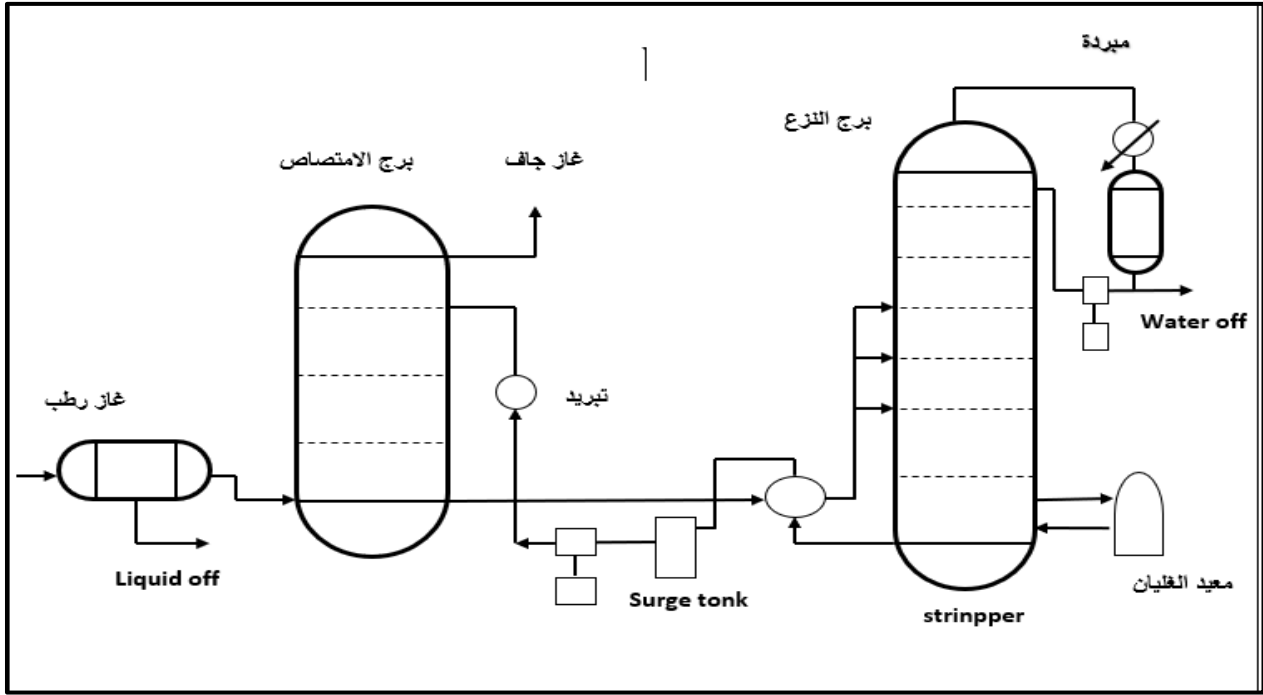 مبردة
برج النزع
برج الامتصاص
غاز جاف
Water off
غاز رطب
تبريد
Liquid off
Surge tonk
معيد الغليان
strinpper